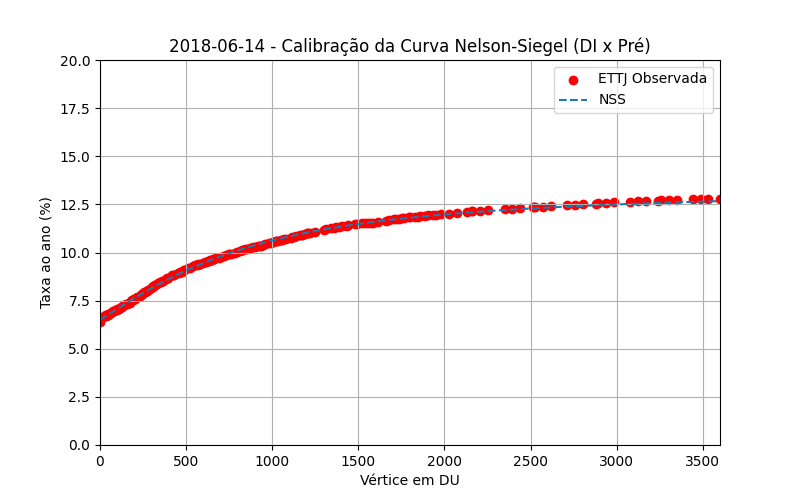 2018-06-14 - Calibração da Curva Nelson-Siegel (DI x Pré)
20.0
17.5
15.0
12.5
10.0
7.5
5.0
2.5
0.0
Taxa ao ano (%)
ETTJ Observada
NSS
0 500 1000 1500 2000 2500 3000 3500
Vértice em DU